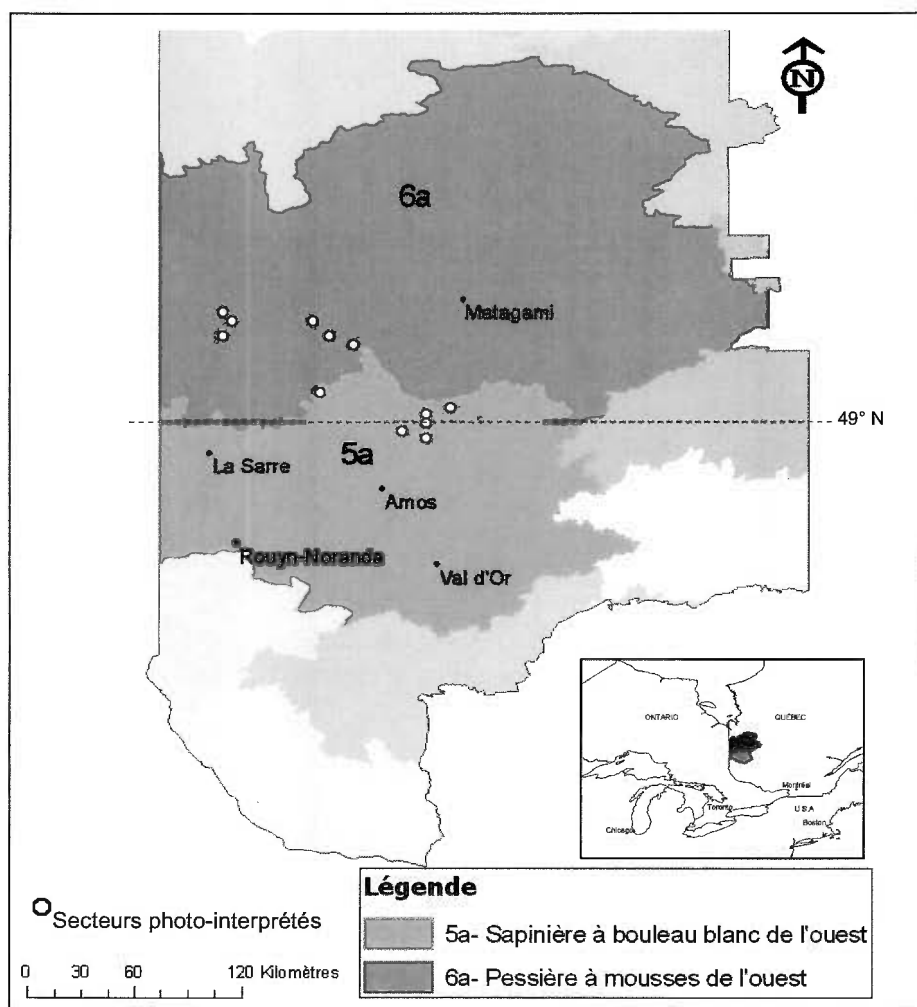 N
6a
Matagami
49° N
5a
La Sarre
Amos
Rouyn-Noranda
Val d'Or
ONTARIO
QUÉBEC
Montréal
Toronto
U.S.A
Boston
Chicago
Légende
Secteurs photo-interprétés
5a- Sapinière à bouleau blanc de l'ouest
6a- Pessière à mousses de l'ouest
0 30 60 120 Kilomètres